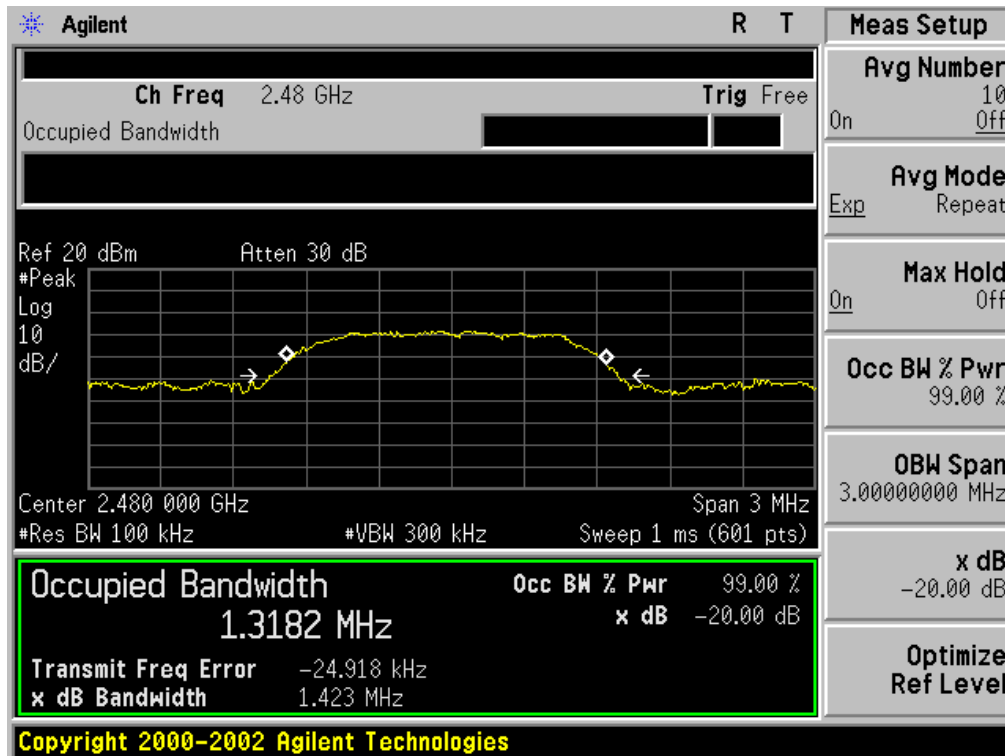 Agilent R T
Ch Freq 2.48 GHz Trig Free
Occupied Bandwidth
Ref 20 dBm Atten 30 dB
#Peak
Log
10
dB/
Center 2.480 000 GHz Span 3 MHz
#Res BW 100 kHz #VBW 300 kHz Sweep 1 ms (601 pts)
Occupied Bandwidth Occ BW % Pwr 99.00 %
1.3182 MHz x dB -20.00 dB
Transmit Freq Error -24.918 kHz
x dB Bandwidth 1.423 MHz
Copyright 2000-2002 Agilent Technologies
Meas Setup
Avg Number
10
On Off
Avg Mode
Exp Repeat
Max Hold
On Off
Occ BW % Pwr
99.00 %
OBW Span
3.00000000 MHz
x dB
-20.00 dB
Optimize
Ref Level